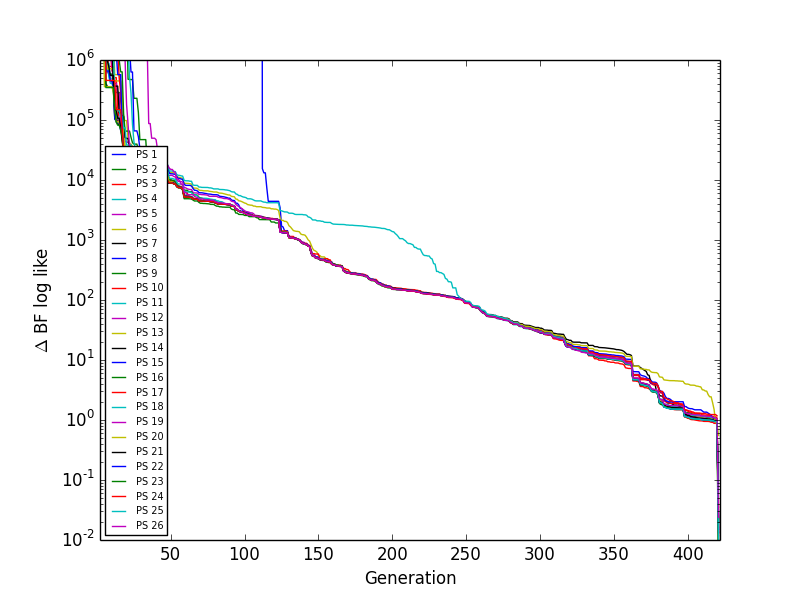 10^6
10^5
10^4
10^3
10^2
10^1
10^0
10^-1
10^-2
Δ BF log like
PS 1
PS 2
PS 3
PS 4
PS 5
PS 6
PS 7
PS 8
PS 9
PS 10
PS 11
PS 12
PS 13
PS 14
PS 15
PS 16
PS 17
PS 18
PS 19
PS 20
PS 21
PS 22
PS 23
PS 24
PS 25
PS 26
50 100 150 200 250 300 350 400
Generation